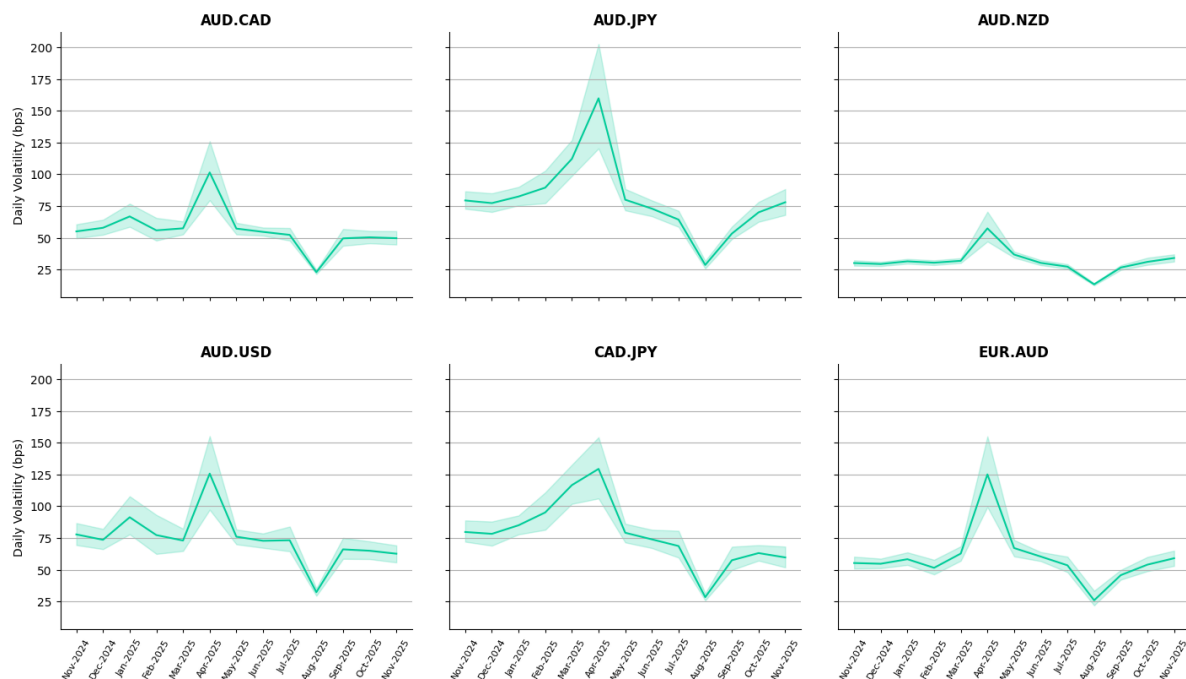 AUD.CAD
AUD.JPY
AUD.NZD
Daily Volatility (bps)
200
175
150
125
100
75
50
25
AUD.USD
CAD.JPY
EUR.AUD
Daily Volatility (bps)
200
175
150
125
100
75
50
25
Nov-2024
Dec-2024
Jan-2025
Feb-2025
Mar-2025
Apr-2025
May-2025
Jun-2025
Jul-2025
Aug-2025
Sep-2025
Oct-2025
Nov-2025
Nov-2024
Dec-2024
Jan-2025
Feb-2025
Mar-2025
Apr-2025
May-2025
Jun-2025
Jul-2025
Aug-2025
Sep-2025
Oct-2025
Nov-2025
Nov-2024
Dec-2024
Jan-2025
Feb-2025
Mar-2025
Apr-2025
May-2025
Jun-2025
Jul-2025
Aug-2025
Sep-2025
Oct-2025
Nov-2025